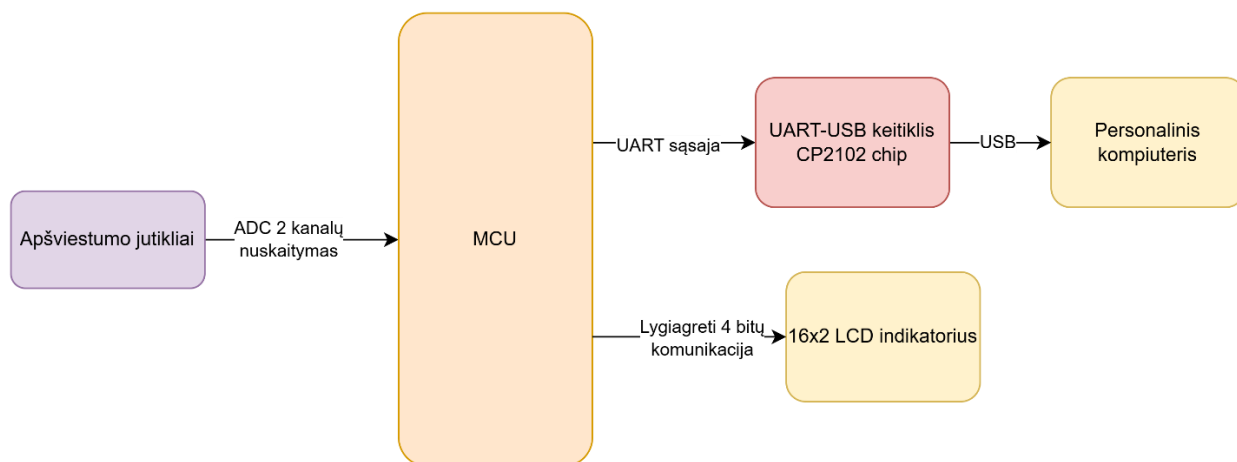 Apšviestumo jutikliai
ADC 2 kanalų
nuskaitymas
MCU
UART sąsaja
UART-USB keitiklis
CP2102 chip
USB
Personalinis
kompiuteris
Lygiagreti 4 bitų
komunikacija
16x2 LCD indikatorius